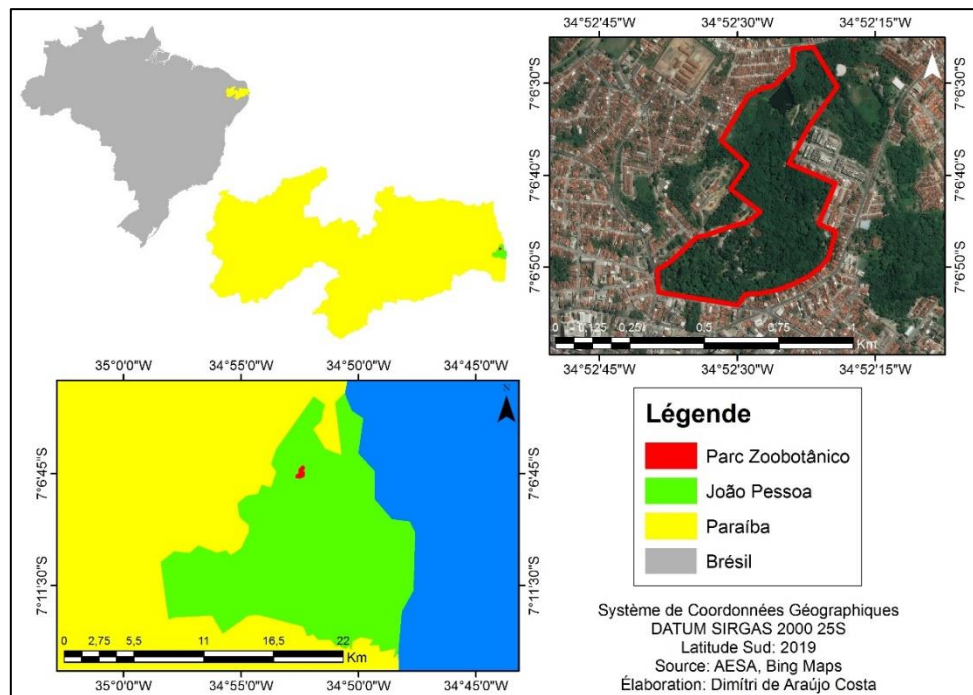 34°52'45"W 34°52'30"W 34°52'15"W
7°6'30"S
7°6'40"S
7°6'50"S
N
7°6'30"S
7°6'40"S
7°6'50"S
0 0,125 0,25 0,5 0,75 1
Km
34°52'45"W 34°52'30"W 34°52'15"W
35°0'0"W 34°55'0"W 34°50'0"W 34°45'0"W
7°6'45"S
7°11'30"S
N
7°6'45"S
7°11'30"S
0 2,75 5,5 11 16,5 22
Km
35°0'0"W 34°55'0"W 34°50'0"W 34°45'0"W
Légende
Parc Zoobotânico
João Pessoa
Paraíba
Brésil
Système de Coordonnées Géographiques
DATUM SIRGAS 2000 25S
Latitude Sud: 2019
Source: AESA, Bing Maps
Élaboration: Dimítri de Araújo Costa